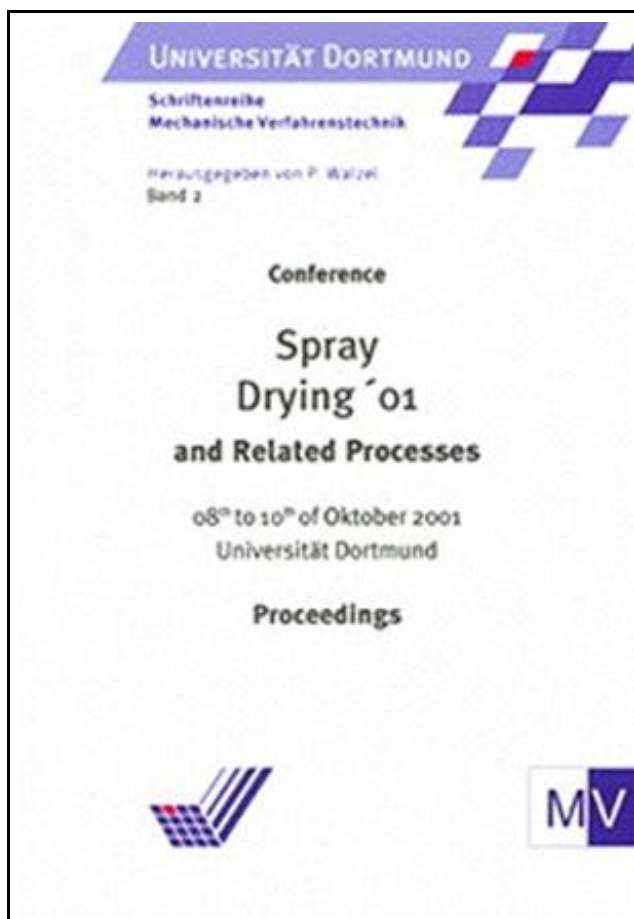 UNIVERSITÄT DORTMUND
Schriftenreihe
Mechanische Verfahrenstechnik
Herausgegeben von P. Walzel
Band 2
Conference
Spray
Drying ´01
and Related Processes
08th to 10th of Oktober 2001
Universität Dortmund
Proceedings
MV